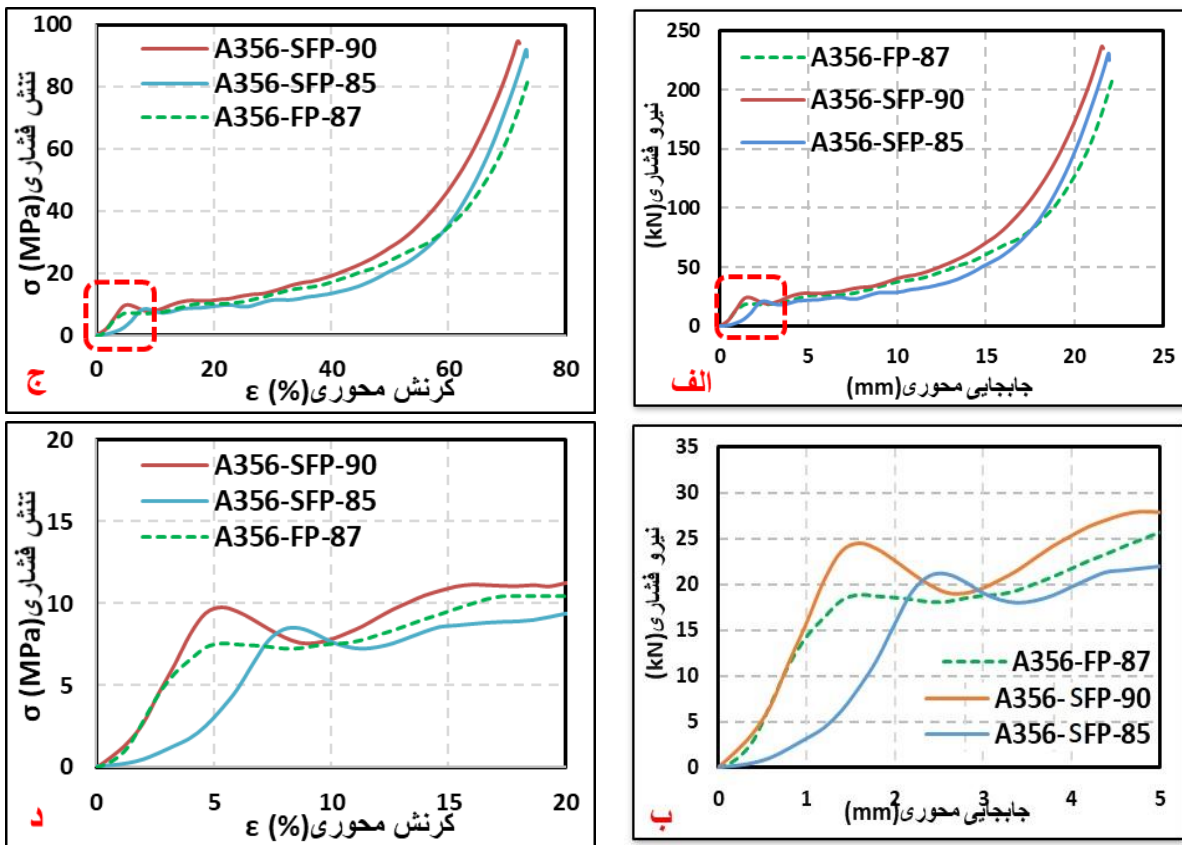 100
80
60
40
20
0
تنش فشاری(MPa) σ
A356-SFP-90
A356-SFP-85
A356-FP-87
0 20 40 60 80
کرنش محوری(%) ε
ج
250
200
150
100
50
0
نیرو فشاری(kN)
A356-FP-87
A356-SFP-90
A356-SFP-85
0 5 10 15 20 25
جابجایی محوری(mm)
الف
20
15
10
5
0
تنش فشاری(MPa) σ
A356-SFP-90
A356-SFP-85
A356-FP-87
0 5 10 15 20
کرنش محوری(%) ε
د
35
30
25
20
15
10
5
0
نیرو فشاری(kN)
A356-FP-87
A356-SFP-90
A356-SFP-85
0 1 2 3 4 5
جابجایی محوری(mm)
ب